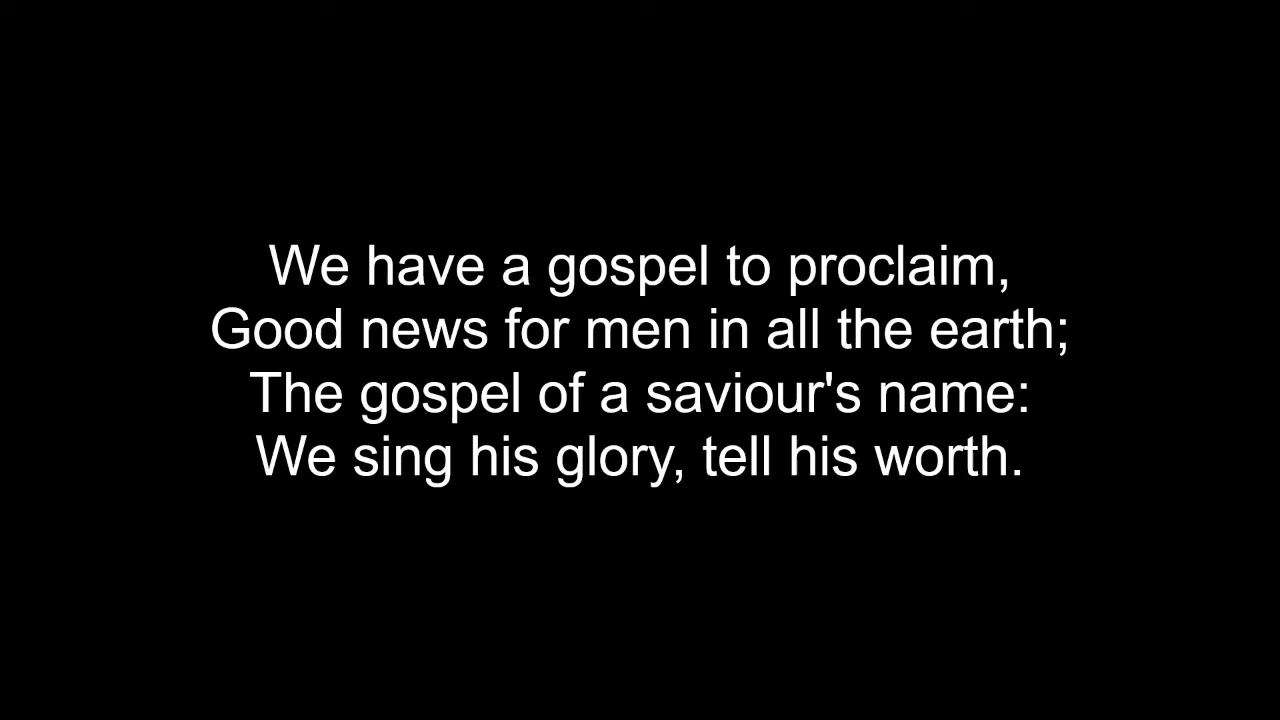 We have a gospel to proclaim,
Good news for men in all the earth;
The gospel of a saviour's name:
We sing his glory, tell his worth.